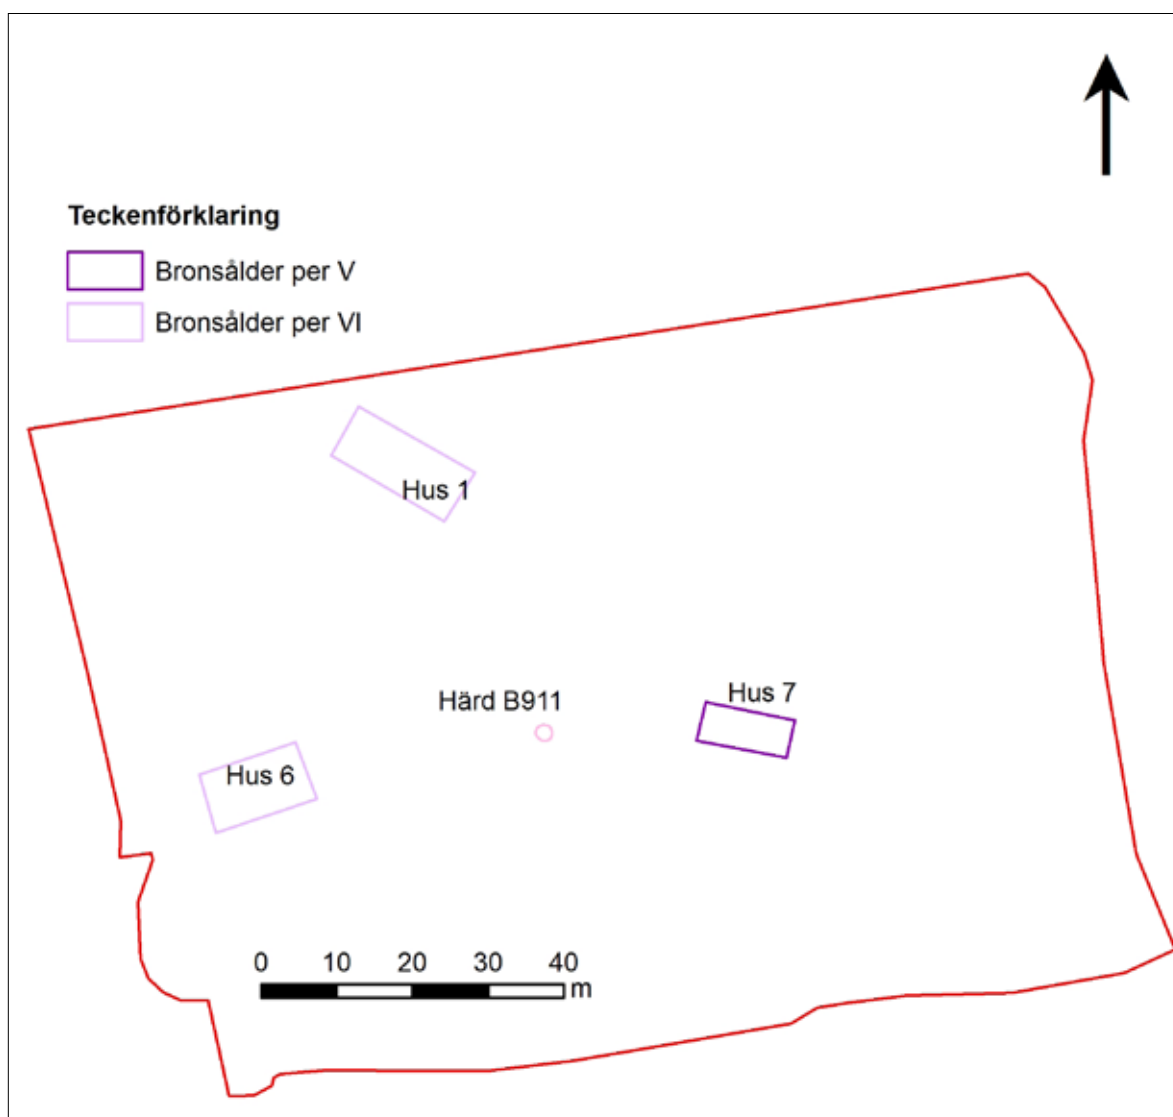 Teckenförklaring
Bronsålder per V
Bronsålder per VI
Hus 1
Hus 7
Härd B911
Hus 6
0 10 20 30 40
m